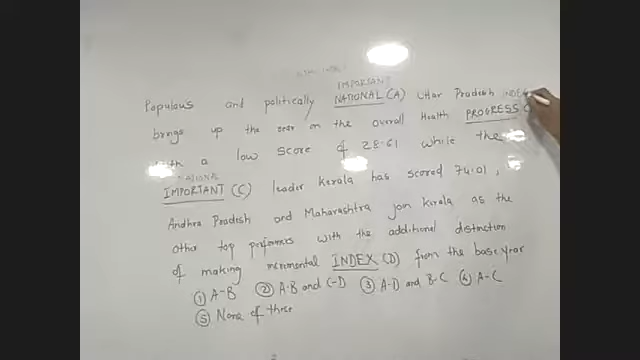 IMPORTANT
Populous and politically NATIONAL (A) Uttar Pradesh INDEX
brings up the rear on the overall Health PROGRESS
with a low score of 28.61 while the
NATIONAL
IMPORTANT (C) leader Kerala has scored 74.01,
Andhra Pradesh and Maharashtra join Kerala as the
other top performers with the additional distinction
of making incremental INDEX (D) from the base year
① A-B ② A-B and C-D ③ A-D and B-C ④ A-C
⑤ None of these